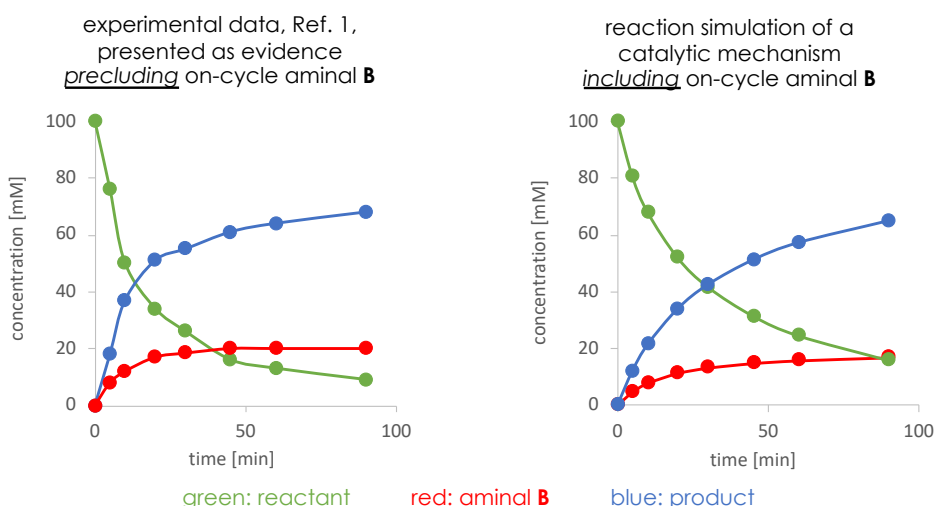 experimental data, Ref. 1,
presented as evidence
precluding on-cycle aminal B
reaction simulation of a
catalytic mechanism
including on-cycle aminal B
100
80
60
40
20
0
concentration [mM]
0
50
100
time [min]
100
80
60
40
20
0
concentration [mM]
0
50
100
time [min]
green: reactant
red: aminal B
blue: product